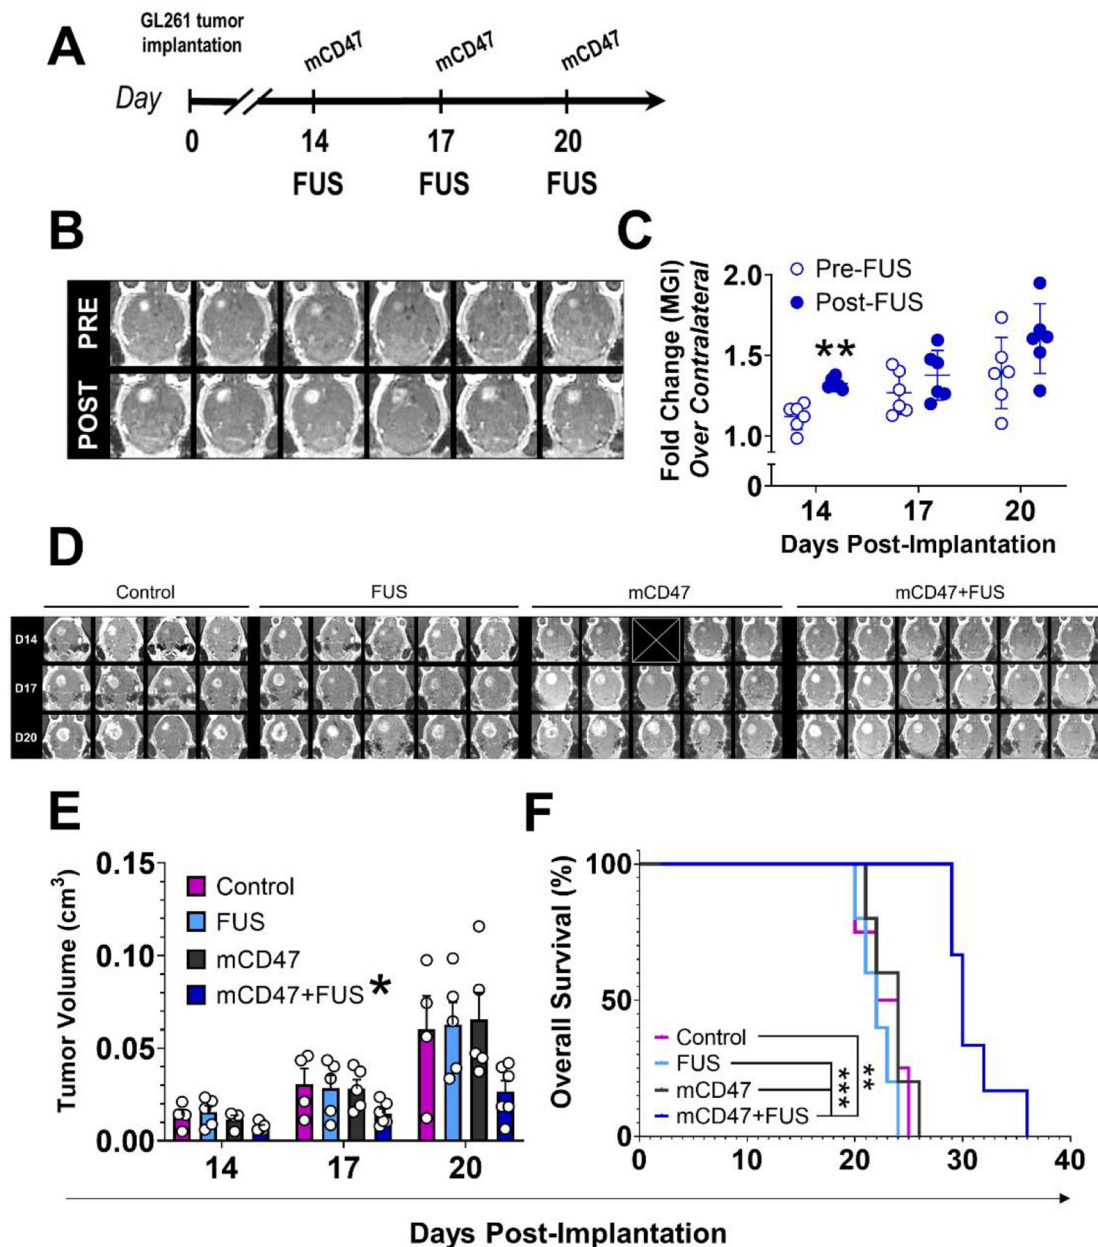 A
GL261 tumor
implantation
mCD47
mCD47
mCD47
Day
0
14
17
20
FUS
FUS
FUS
B
PRE
POST
C
Pre-FUS
Post-FUS
Fold Change (MGI)
Over Contralateral
2.0
1.5
1.0
0
**
14
17
20
Days Post-Implantation
D
Control
FUS
mCD47
mCD47+FUS
D14
D17
D20
E
Tumor Volume (cm³)
0.15
0.10
0.05
0.00
Control
FUS
mCD47
mCD47+FUS *
14
17
20
F
Overall Survival (%)
100
50
0
Control
FUS
mCD47
mCD47+FUS
***
**
0
10
20
30
40
Days Post-Implantation